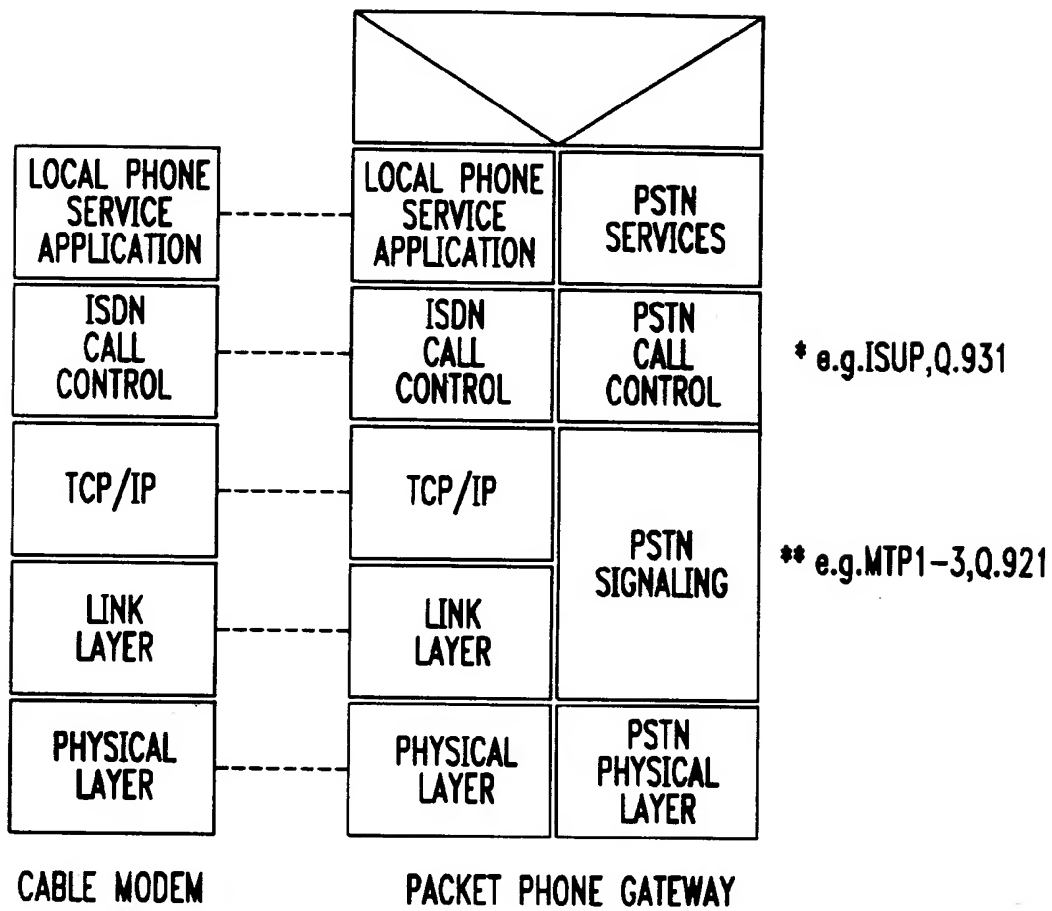 LOCAL PHONE
SERVICE
APPLICATION
LOCAL PHONE
SERVICE
APPLICATION
PSTN
SERVICES
ISDN
CALL
CONTROL
ISDN
CALL
CONTROL
PSTN
CALL
CONTROL
* e.g.ISUP,Q.931
TCP/IP
TCP/IP
PSTN
SIGNALING
** e.g.MTP1-3,Q.921
LINK
LAYER
LINK
LAYER
PHYSICAL
LAYER
PHYSICAL
LAYER
PSTN
PHYSICAL
LAYER
CABLE MODEM
PACKET PHONE GATEWAY